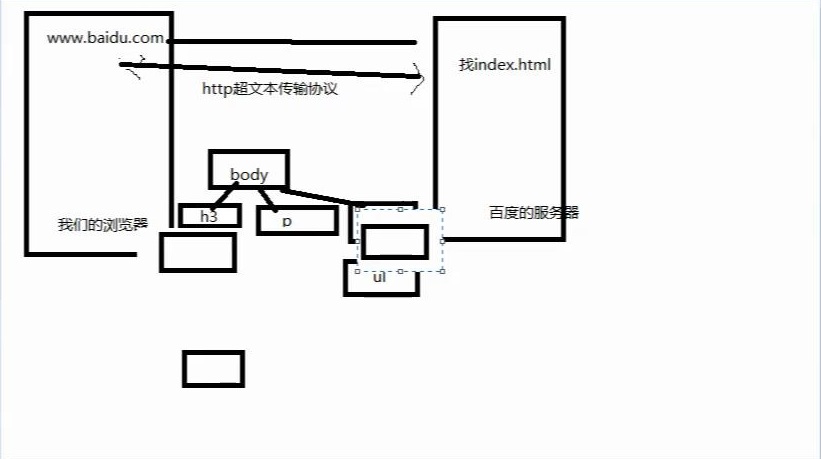 www.baidu.com
找index.html
http超文本传输协议
body
h3
p
我们的浏览器
百度的服务器
ul